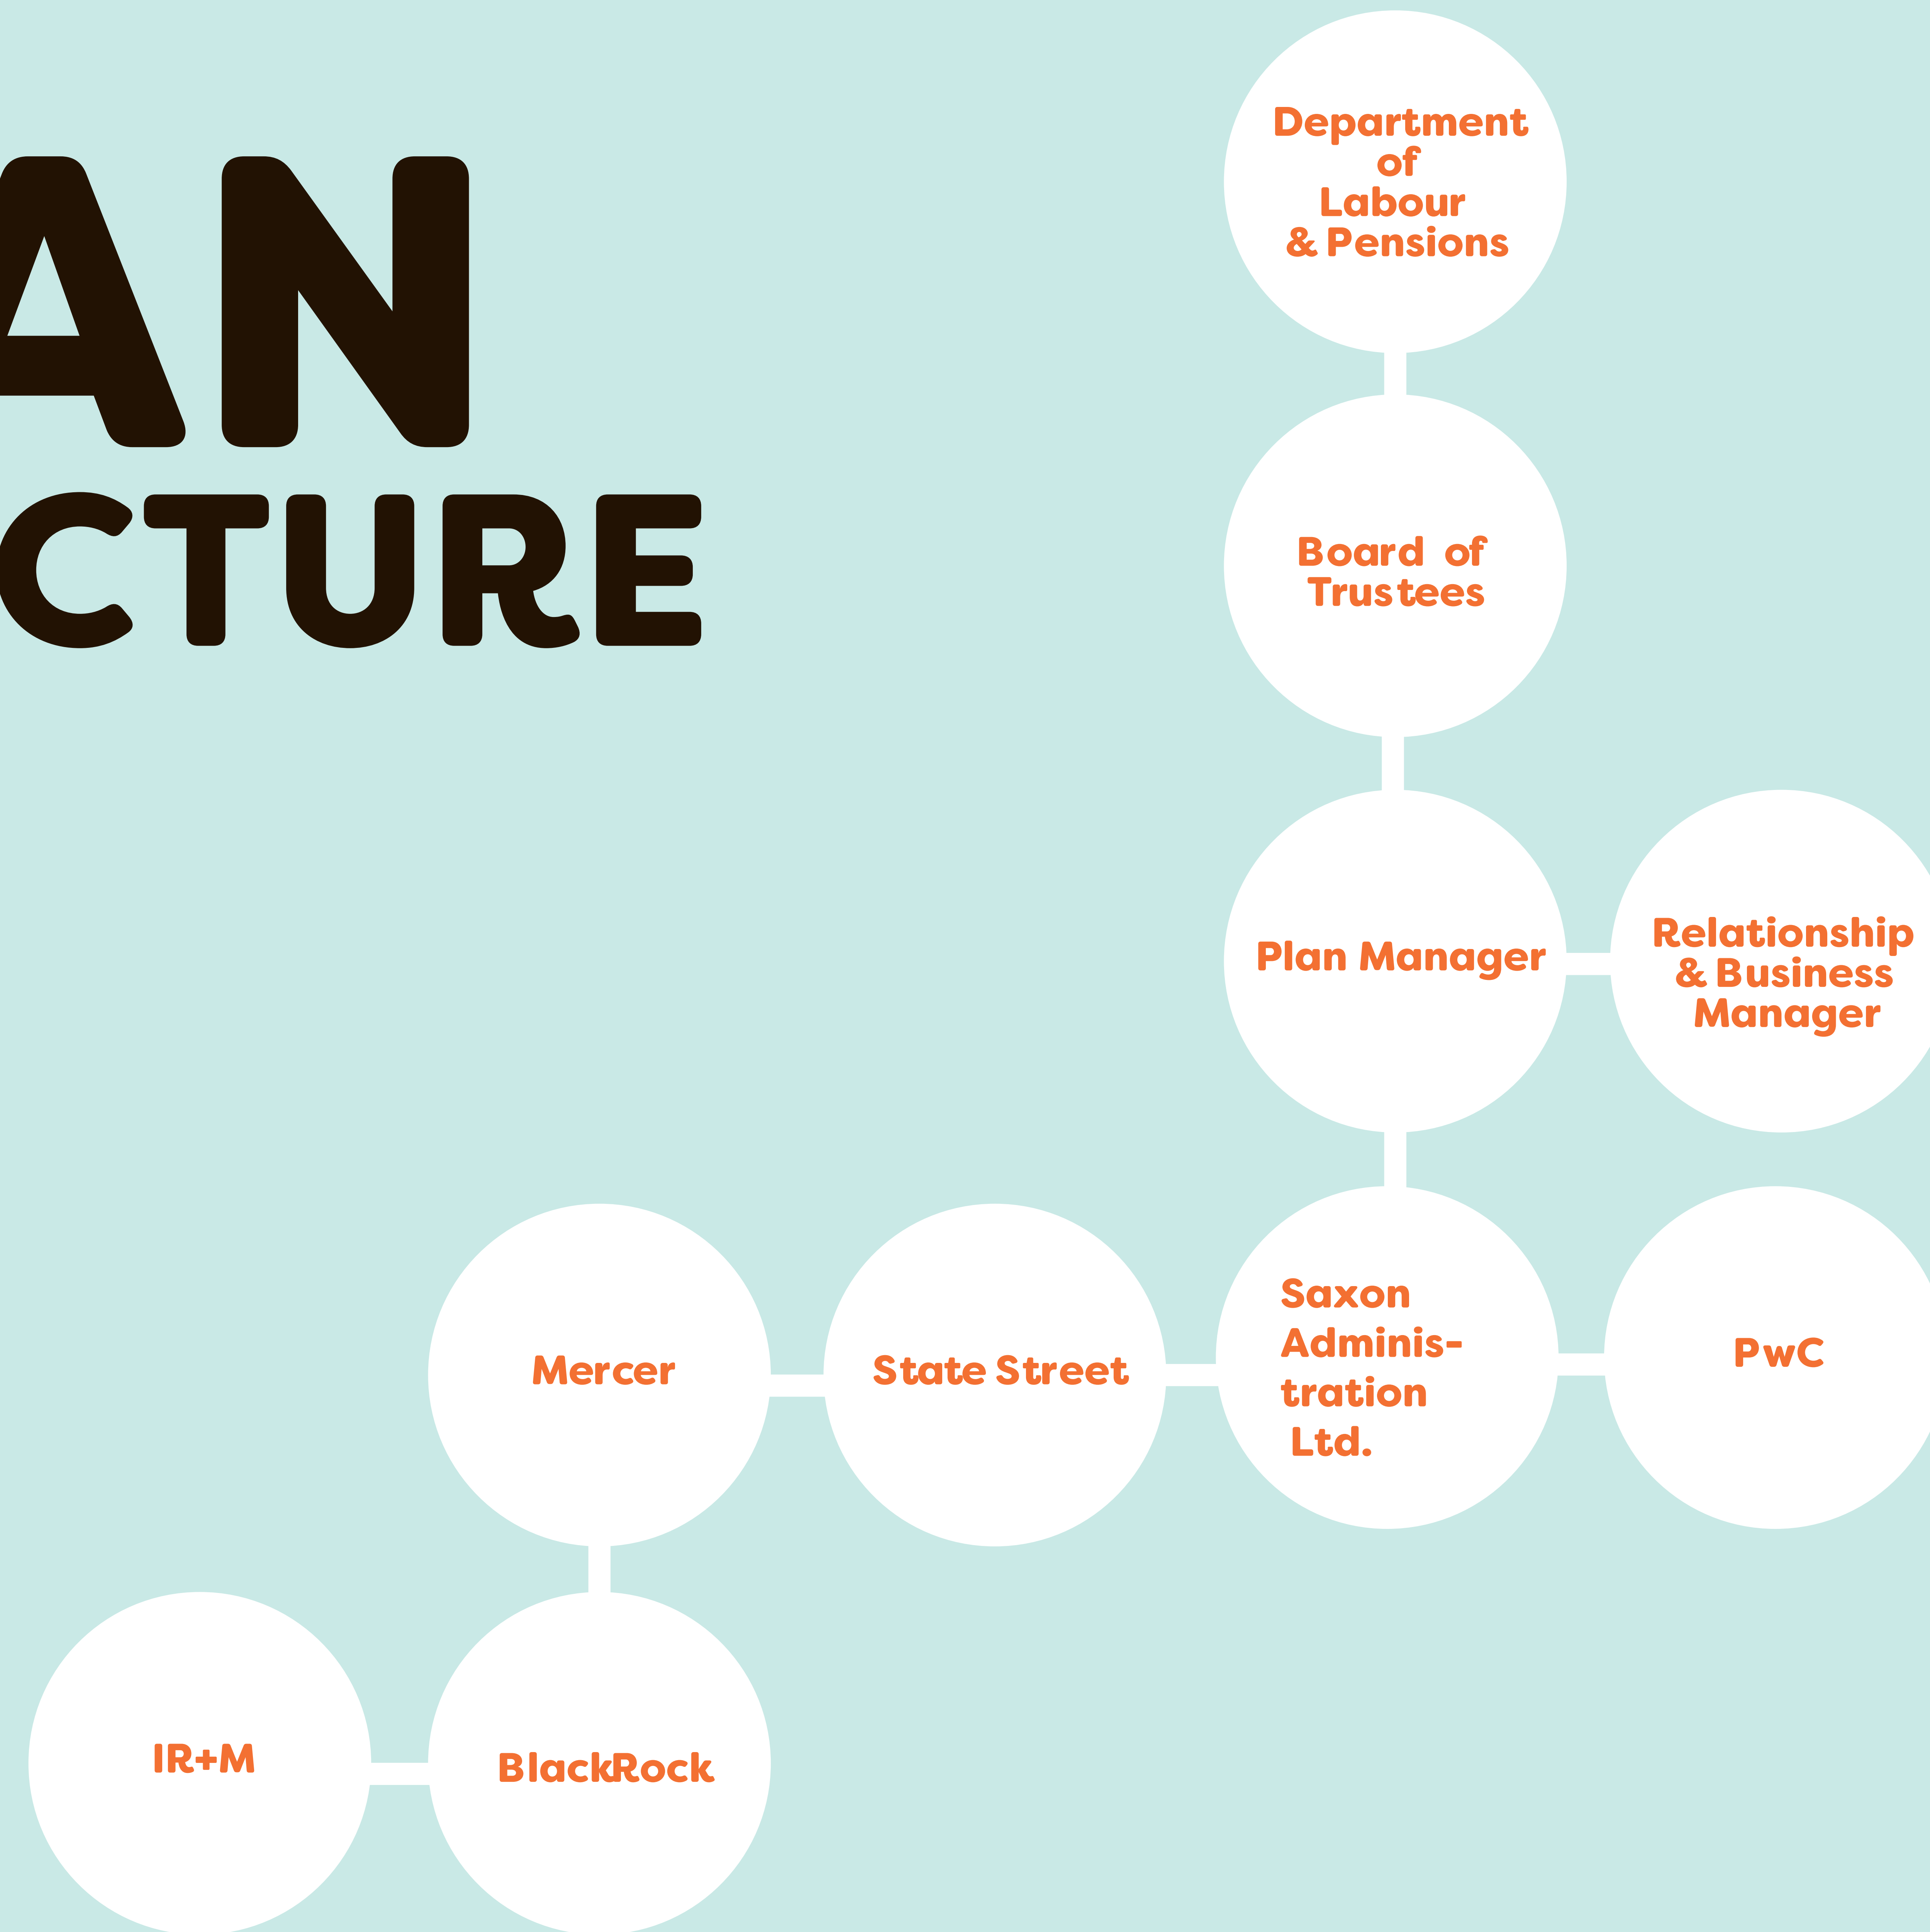 AN
CTURE
Department
of
Labour
& Pensions
Board of
Trustees
Plan Manager
Relationship
& Business
Manager
Mercer
State Street
Saxon
Adminis-
tration
Ltd.
PwC
IR+M
BlackRock